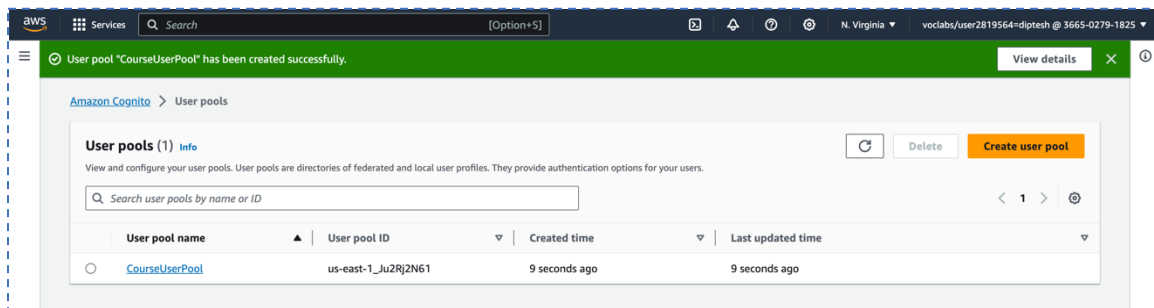 aws Services Search [Option+S] N. Virginia ▼ voclabs/user2819564=diptesh @ 3665-0279-1825 ▼
User pool "CourseUserPool" has been created successfully. View details
Amazon Cognito > User pools
User pools (1) Info Delete Create user pool
View and configure your user pools. User pools are directories of federated and local user profiles. They provide authentication options for your users.
Search user pools by name or ID < 1 >
User pool name User pool ID Created time Last updated time
CourseUserPool us-east-1_Ju2Rj2N61 9 seconds ago 9 seconds ago